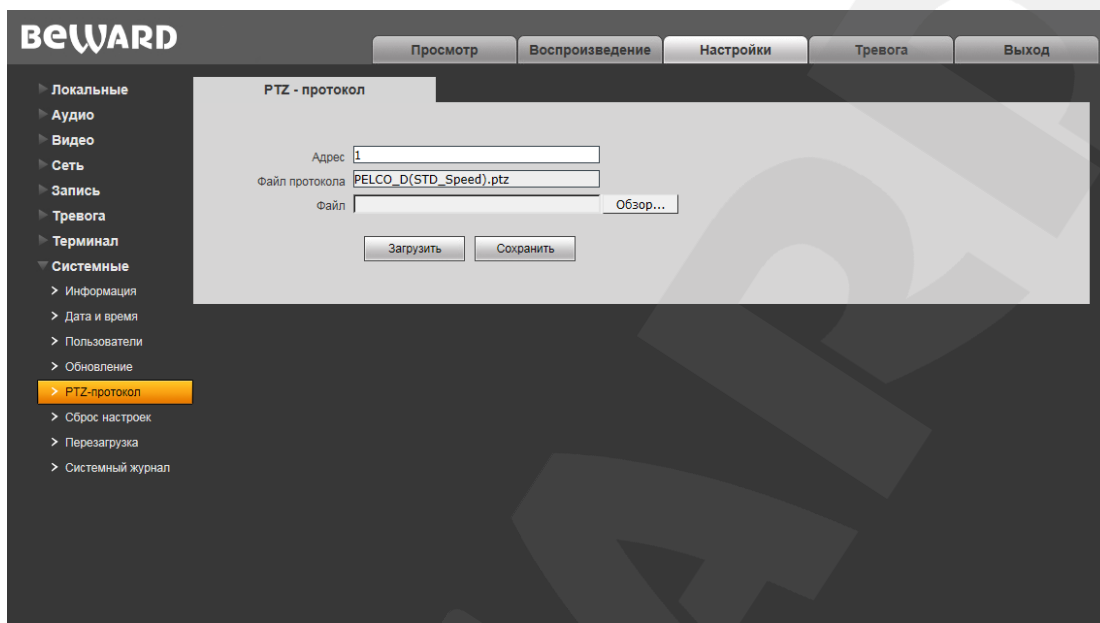 BEWARD
Просмотр Воспроизведение Настройки Тревога Выход
Локальные
Аудио
Видео
Сеть
Запись
Тревога
Терминал
Системные
> Информация
> Дата и время
> Пользователи
> Обновление
> PTZ-протокол
> Сброс настроек
> Перезагрузка
> Системный журнал
PTZ - протокол
Адрес 1
Файл протокола PELCO_D(STD_Speed).ptz
Файл Обзор...
Загрузить Сохранить